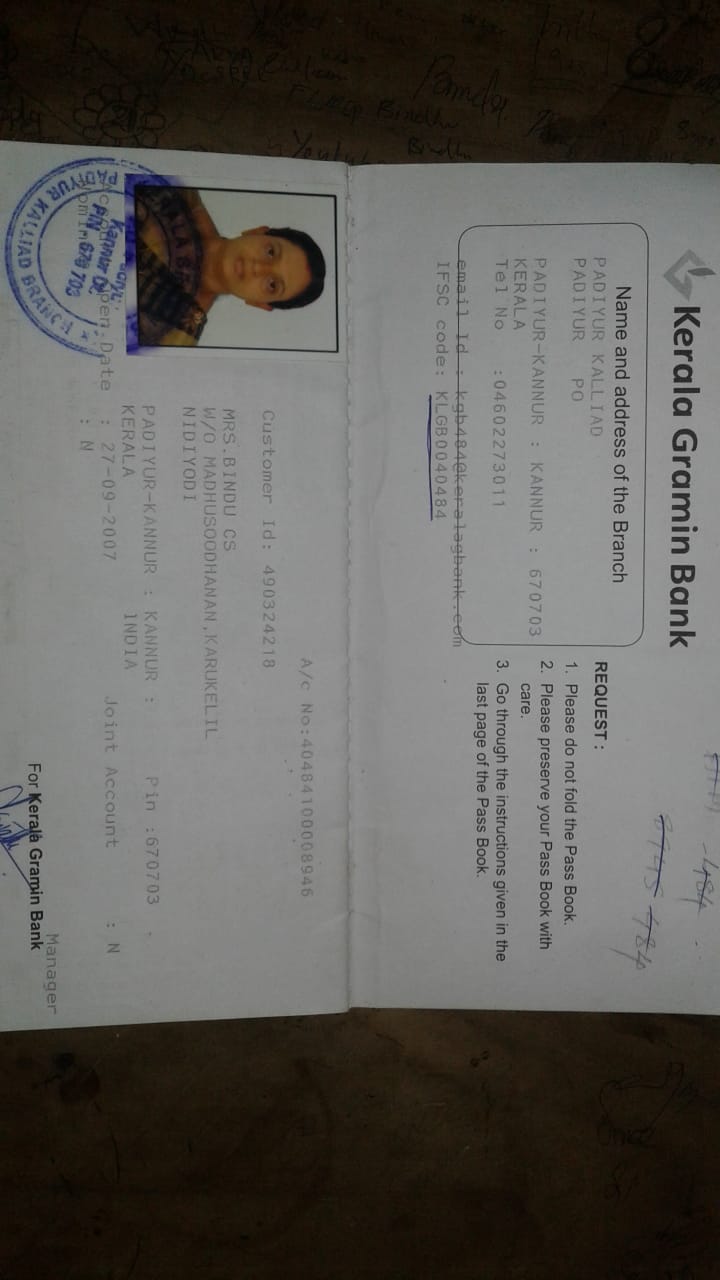 Kerala Gramin Bank
484
8945 484
Name and address of the Branch
PADIYUR KALLIAD
PADIYUR PO
PADIYUR-KANNUR : KANNUR : 670703
KERALA
Tel No :04602273011
email Id : kgb484@keralagbank.com
IFSC code: KLGB0040484
REQUEST :
1. Please do not fold the Pass Book.
2. Please preserve your Pass Book with
care.
3. Go through the instructions given in the
last page of the Pass Book.
A/c No:40484100008946
Customer Id: 490324218
MRS.BINDU CS
W/O MADHUSOODHANAN,KARUKELIL
NIDIYODI
PADIYUR-KANNUR : KANNUR : Pin :670703
KERALA INDIA
Account Open Date : 27-09-2007 Joint Account : N
: N
Kannur Dt.
PIN - 670 703
PADIYUR KALLIAD BRANCH
Manager
For Kerala Gramin Bank